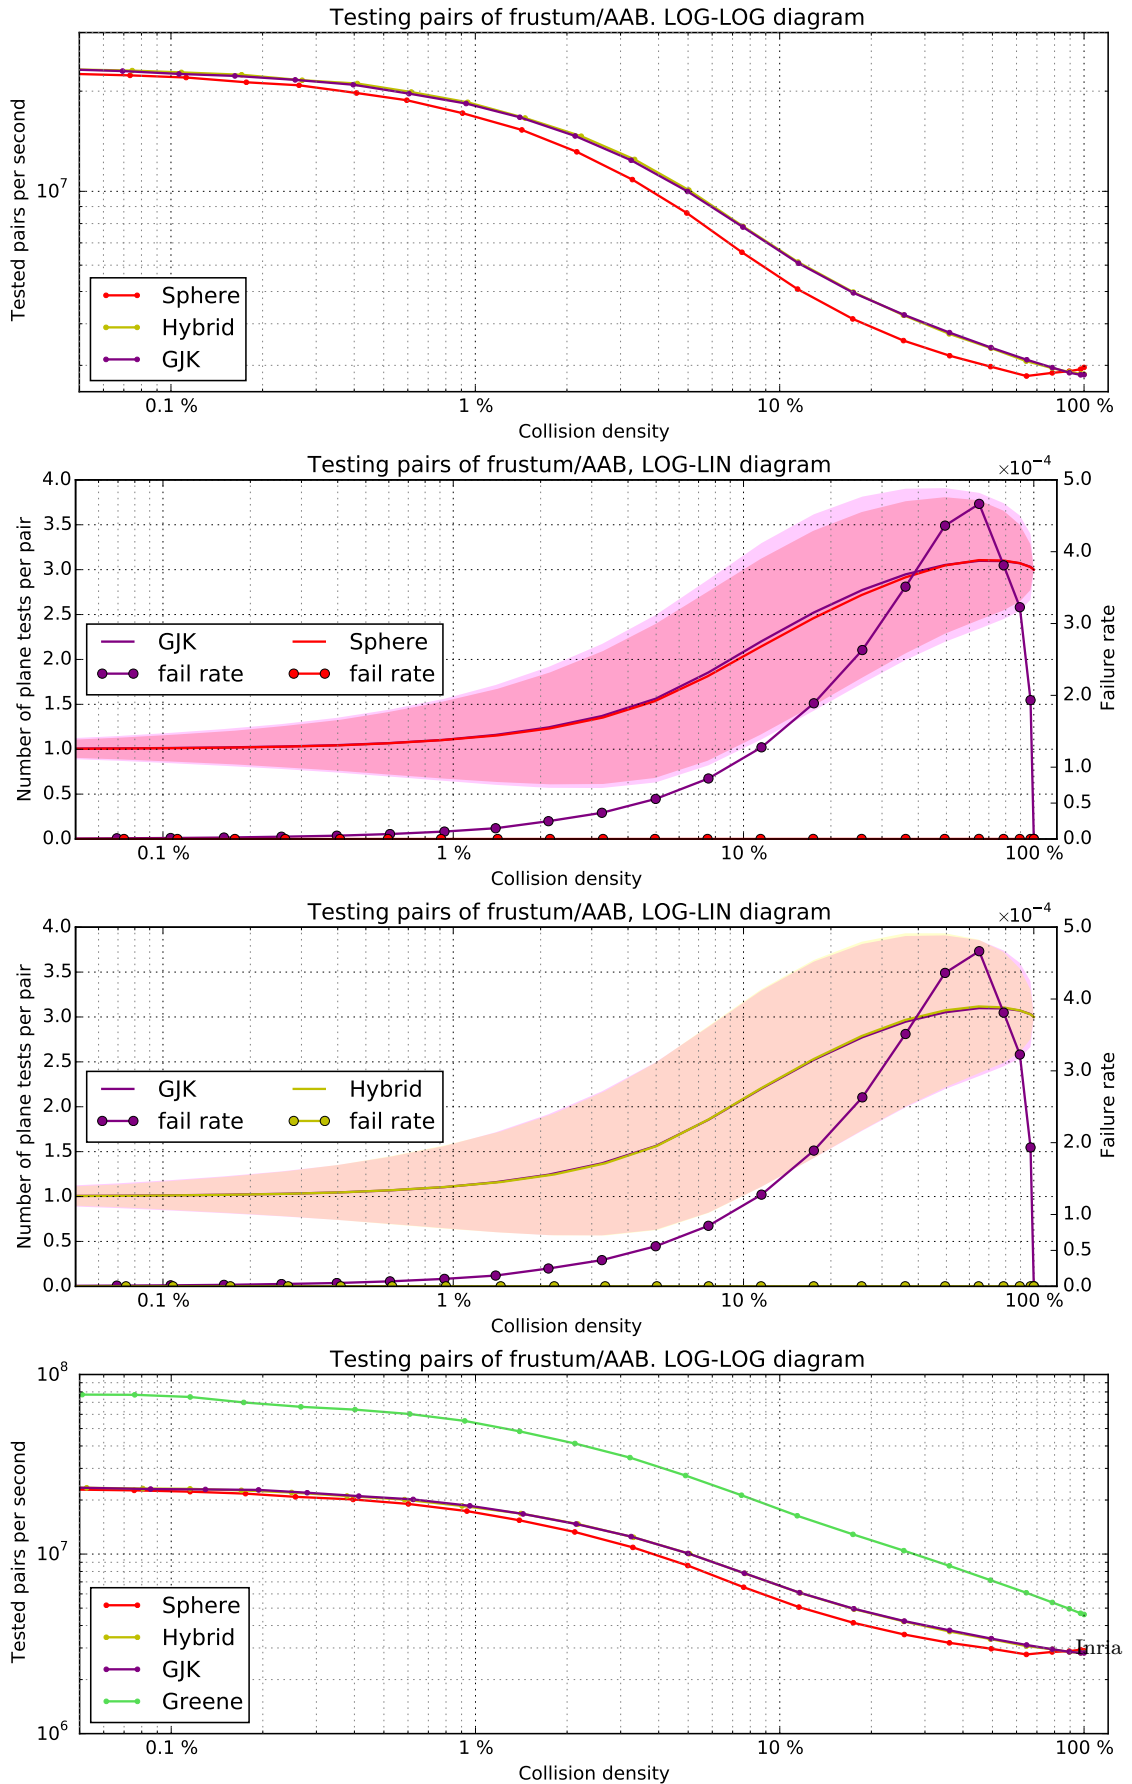 Testing pairs of frustum/AAB. LOG-LOG diagram
Tested pairs per second
10^7
Sphere
Hybrid
GJK
0.1 % 1 % 10 % 100 %
Collision density
Testing pairs of frustum/AAB, LOG-LIN diagram
×10^−4
Number of plane tests per pair
4.0
3.5
3.0
2.5
2.0
1.5
1.0
0.5
0.0
GJK Sphere
fail rate fail rate
5.0
4.0
3.0
2.0
1.0
0.5
0.0
Failure rate
0.1 % 1 % 10 % 100 %
Collision density
Testing pairs of frustum/AAB, LOG-LIN diagram
×10^−4
Number of plane tests per pair
4.0
3.5
3.0
2.5
2.0
1.5
1.0
0.5
0.0
GJK Hybrid
fail rate fail rate
5.0
4.0
3.0
2.0
1.0
0.5
0.0
Failure rate
0.1 % 1 % 10 % 100 %
Collision density
Testing pairs of frustum/AAB. LOG-LOG diagram
Tested pairs per second
10^8
10^7
10^6
Sphere
Hybrid
GJK
Greene
Inria
0.1 % 1 % 10 % 100 %
Collision density